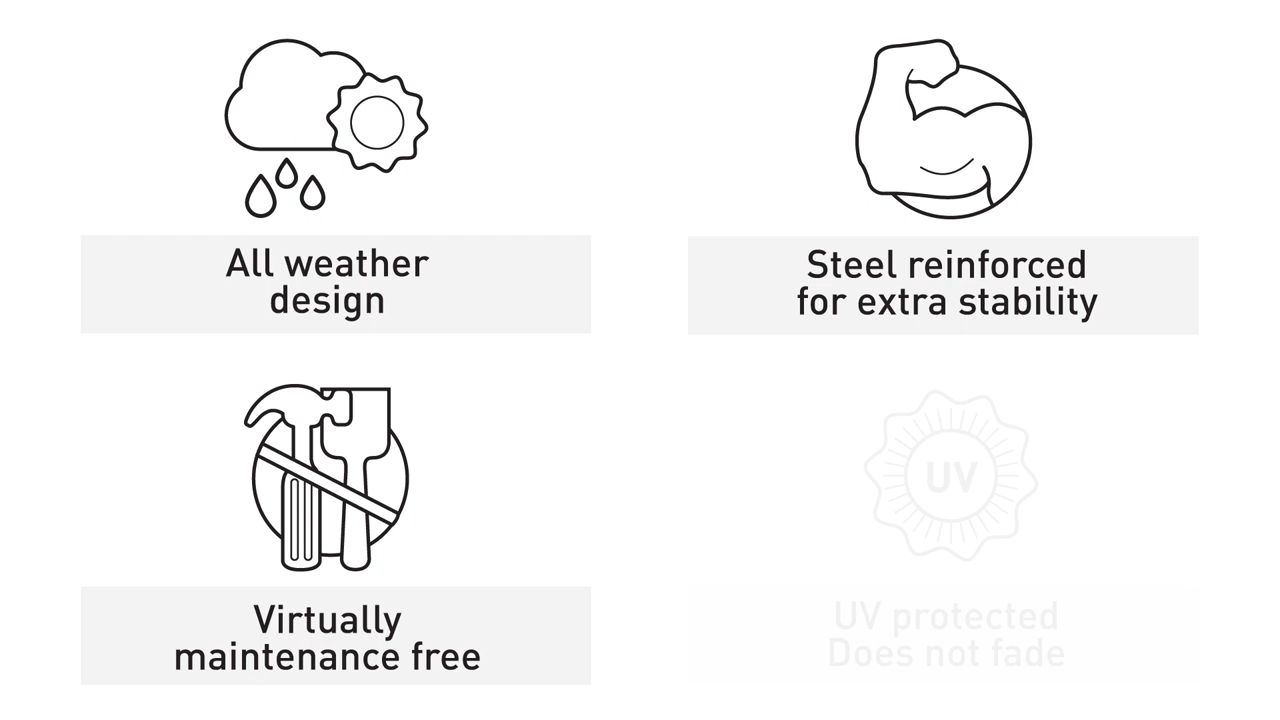 All weather
design
Steel reinforced
for extra stability
Virtually
maintenance free
UV
UV protected
Does not fade